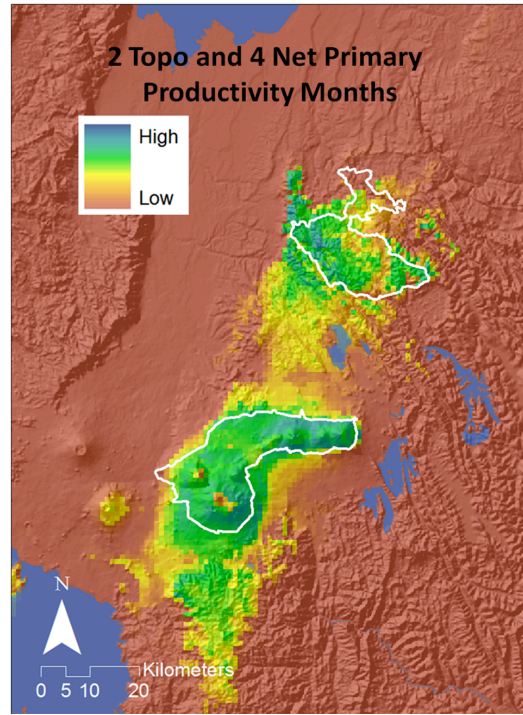 2 Topo and 4 Net Primary
Productivity Months
High
Low
N
Kilometers
0 5 10 20